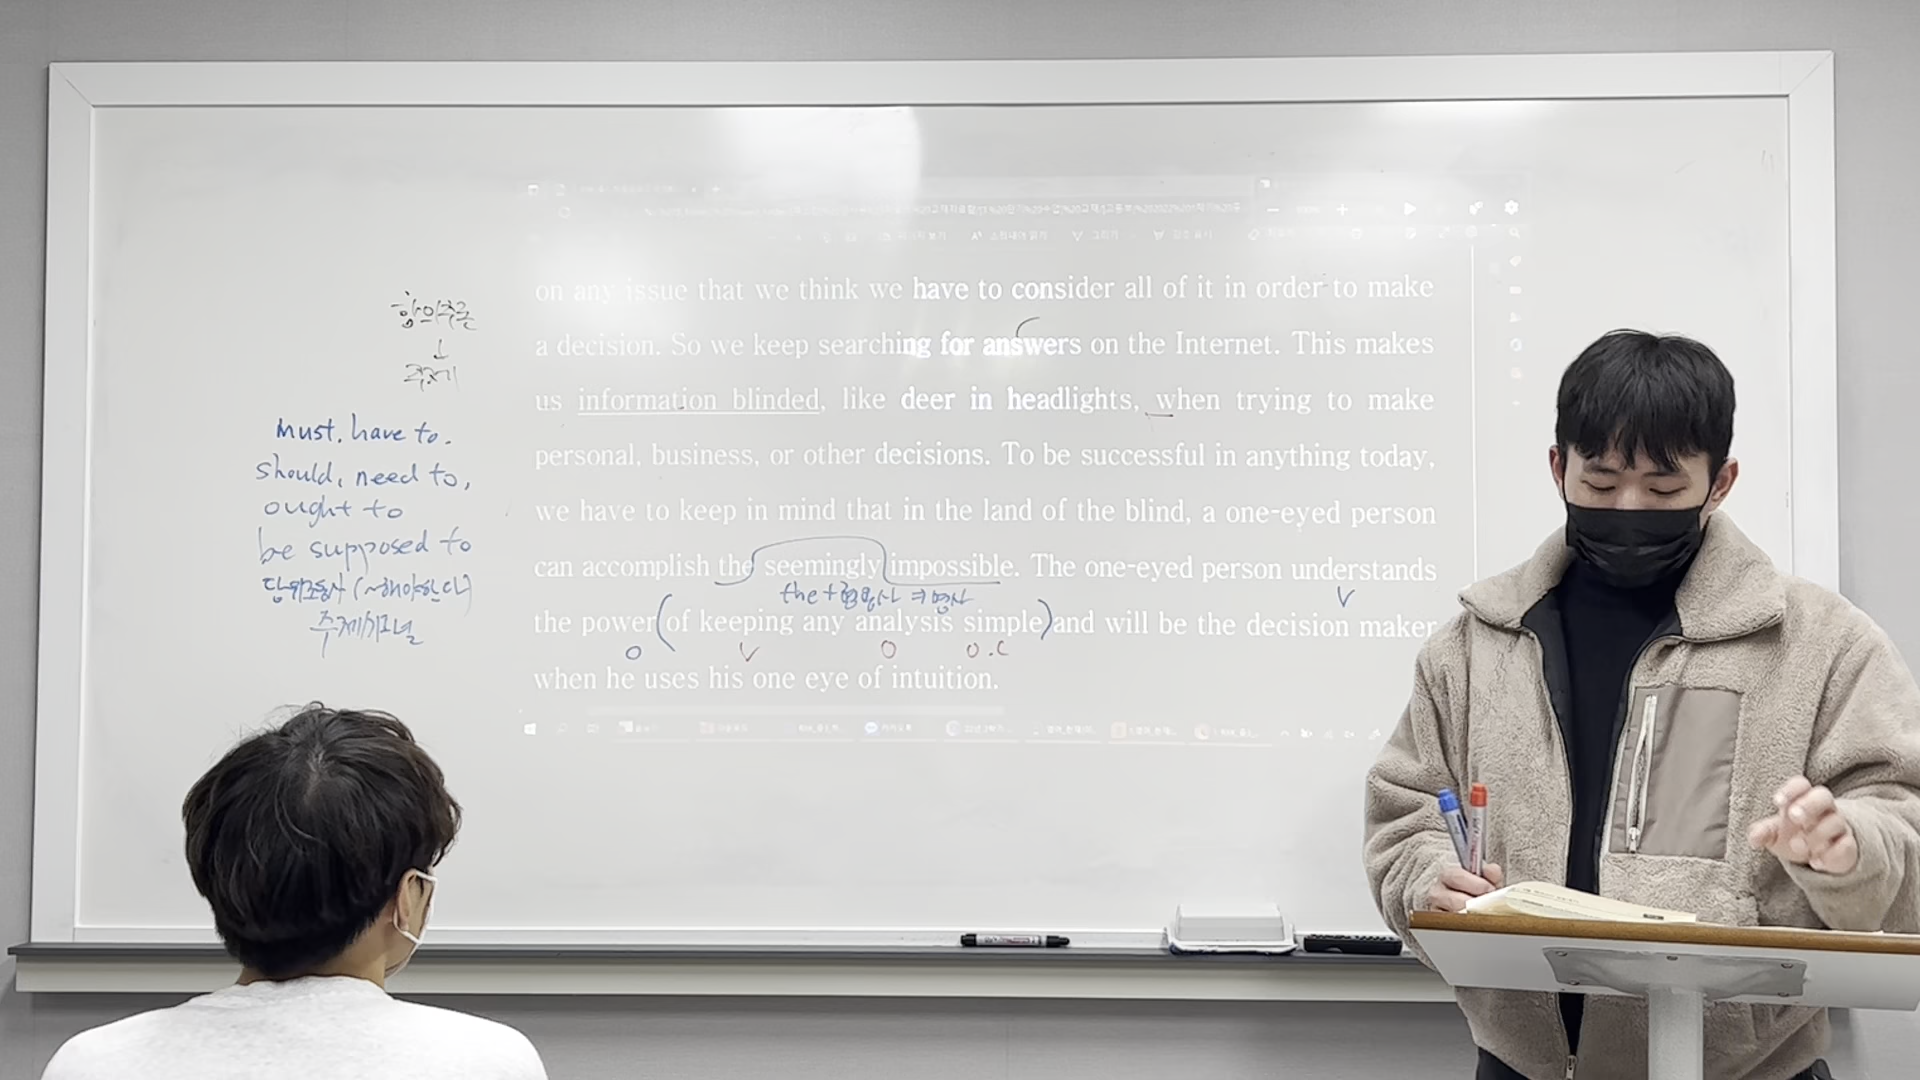 on any issue that we think we have to consider all of it in order to make
a decision. So we keep searching for answers on the Internet. This makes
us information blinded, like deer in headlights, when trying to make
personal, business, or other decisions. To be successful in anything today,
we have to keep in mind that in the land of the blind, a one-eyed person
can accomplish the seemingly impossible. The one-eyed person understands
the+형용사 ⇒명사
V
the power (of keeping any analysis simple) and will be the decision maker
O V O O.C
when he uses his one eye of intuition.
함의추론
↓
주제
must, have to.
should, need to,
ought to
be supposed to
당위조동사 (~해야한다)
주제시그널